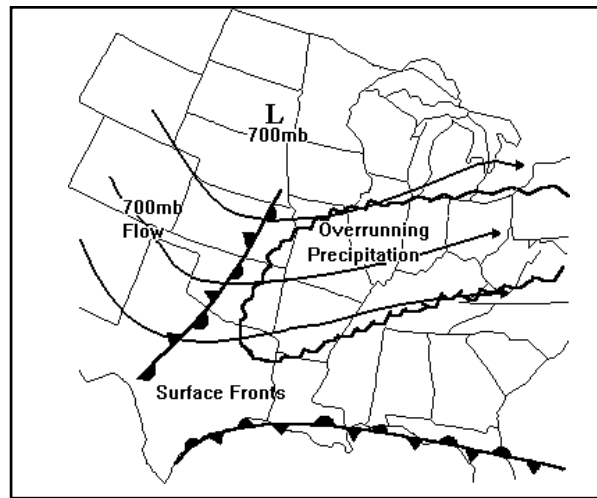 L
700mb
700mb
Flow
Overrunning
Precipitation
Surface Fronts